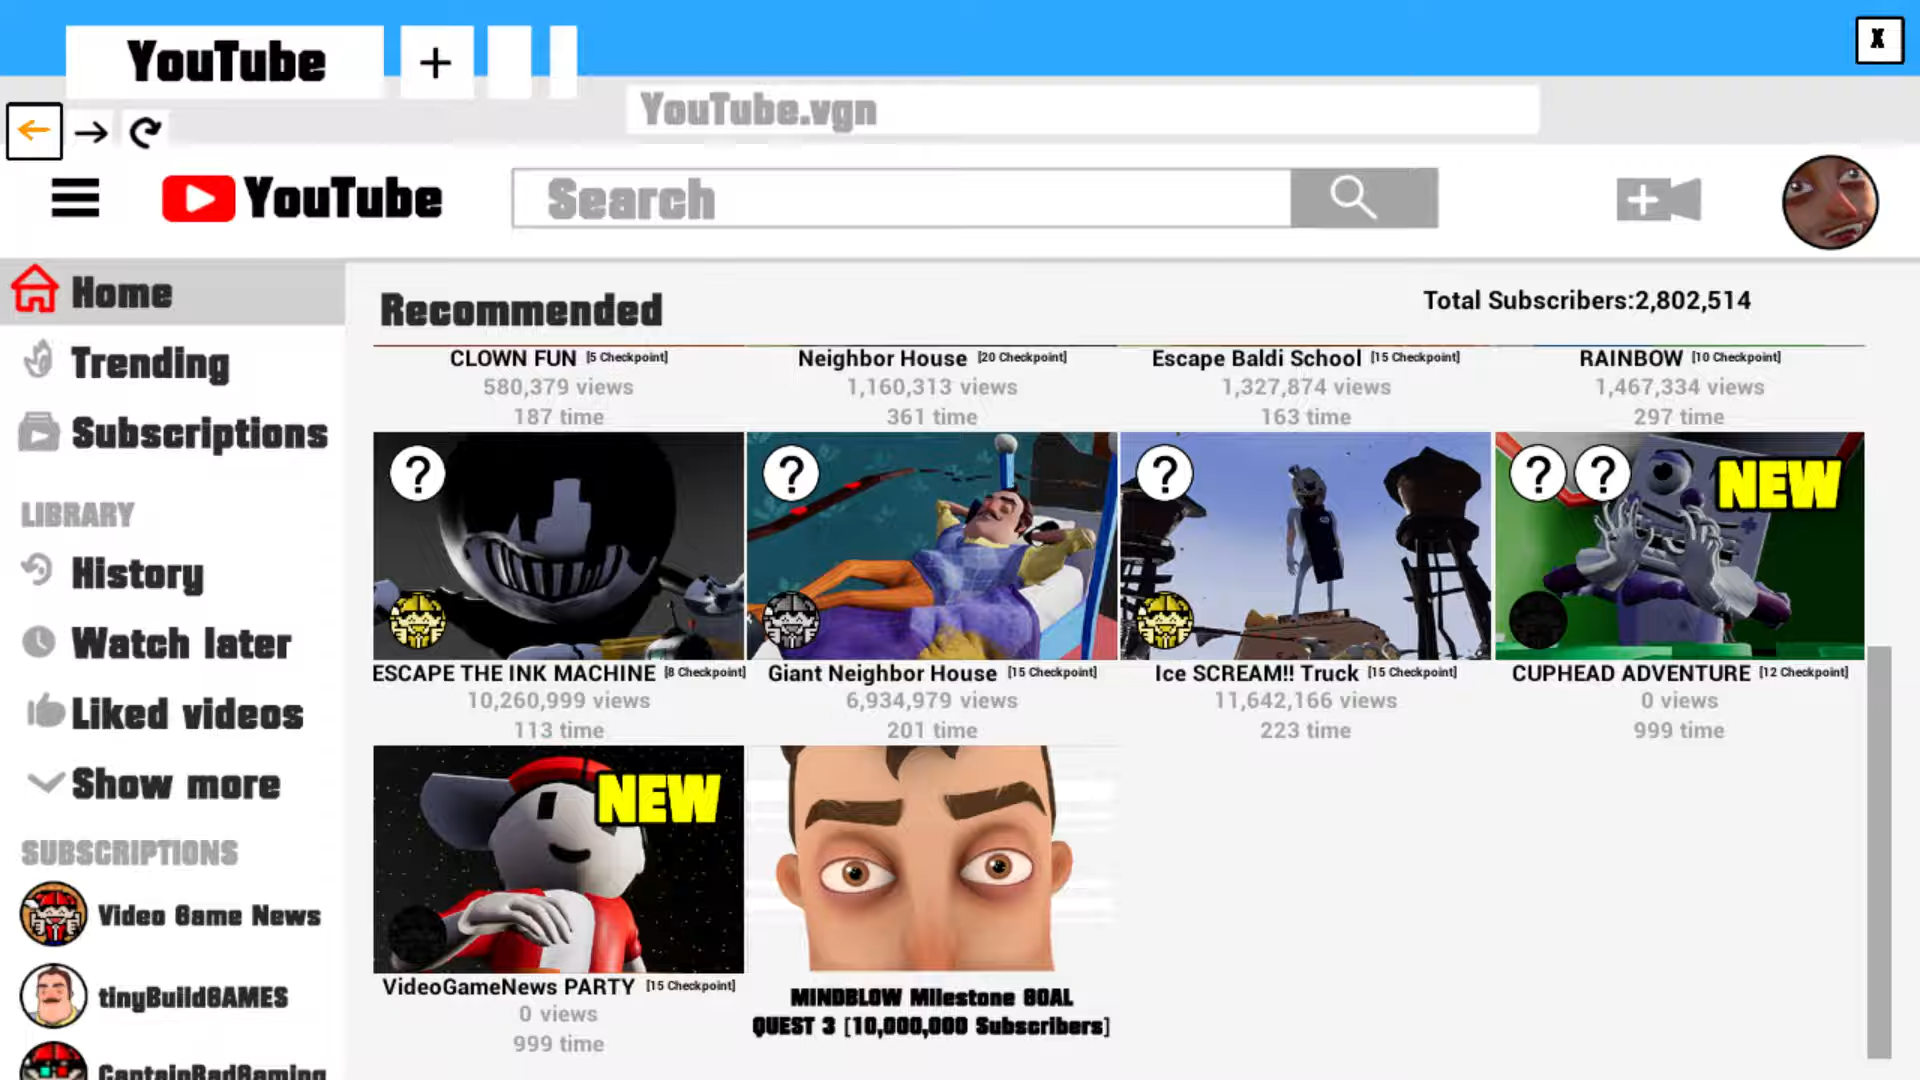 YouTube +
X
YouTube.vgn
YouTube
Search
Home
Trending
Subscriptions
LIBRARY
History
Watch later
Liked videos
Show more
SUBSCRIPTIONS
Video Game News
tinyBuildGAMES
CaptainBadGaming
Recommended
Total Subscribers:2,802,514
CLOWN FUN [5 Checkpoint]
580,379 views
187 time
Neighbor House [20 Checkpoint]
1,160,313 views
361 time
Escape Baldi School [15 Checkpoint]
1,327,874 views
163 time
RAINBOW [10 Checkpoint]
1,467,334 views
297 time
?
ESCAPE THE INK MACHINE [8 Checkpoint]
10,260,999 views
113 time
?
Giant Neighbor House [15 Checkpoint]
6,934,979 views
201 time
?
Ice SCREAM!! Truck [15 Checkpoint]
11,642,166 views
223 time
? ? NEW
CUPHEAD ADVENTURE [12 Checkpoint]
0 views
999 time
NEW
VideoGameNews PARTY [15 Checkpoint]
0 views
999 time
MINDBLOW Milestone GOAL
QUEST 3 [10,000,000 Subscribers]